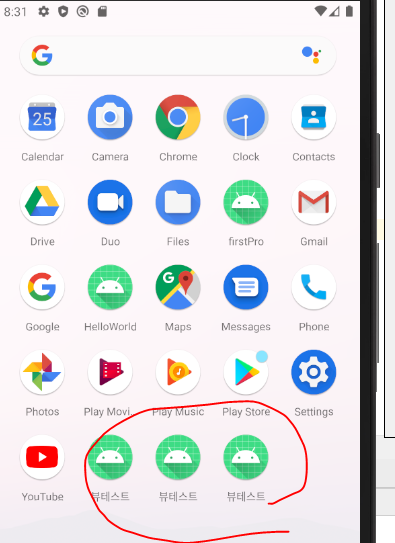 8:31
G
25
Calendar Camera Chrome Clock Contacts
Drive Duo Files firstPro Gmail
G G
Google HelloWorld Maps Messages Phone
Photos Play Movi.. Play Music Play Store Settings
YouTube 뷰테스트 뷰테스트 뷰테스트